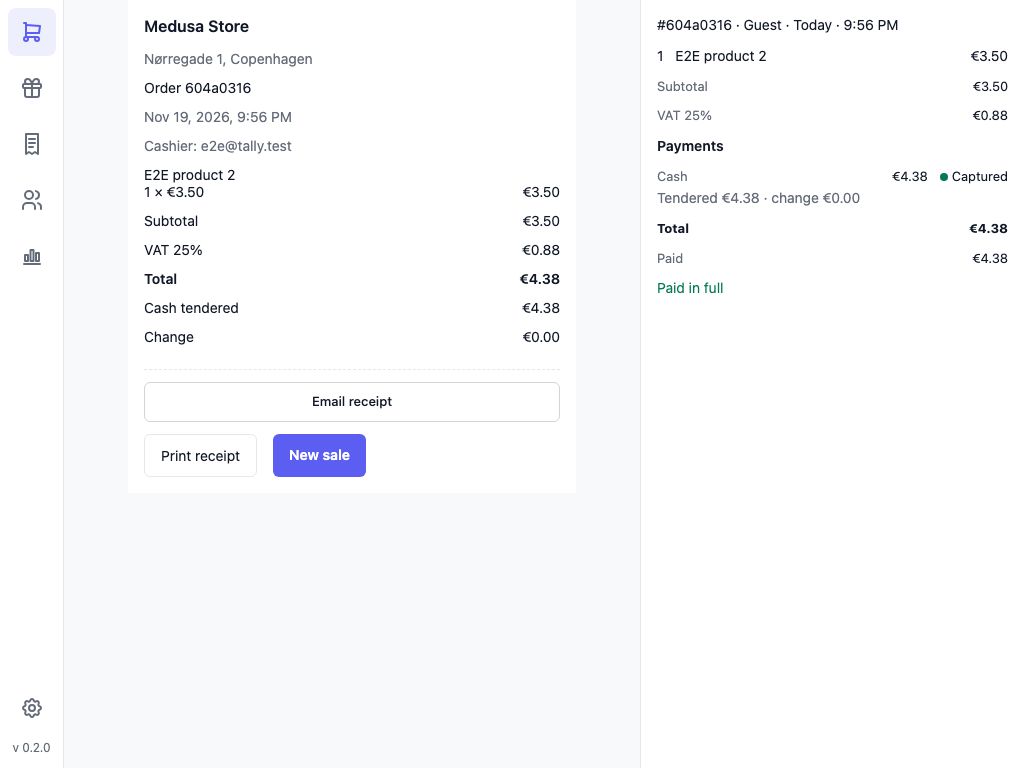 Medusa Store
Nørregade 1, Copenhagen
Order 604a0316
Nov 19, 2026, 9:56 PM
Cashier: e2e@tally.test
E2E product 2
1 × €3.50 €3.50
Subtotal €3.50
VAT 25% €0.88
Total €4.38
Cash tendered €4.38
Change €0.00
Email receipt
Print receipt New sale
#604a0316 · Guest · Today · 9:56 PM
1 E2E product 2 €3.50
Subtotal €3.50
VAT 25% €0.88
Payments
Cash €4.38 Captured
Tendered €4.38 · change €0.00
Total €4.38
Paid €4.38
Paid in full
v 0.2.0